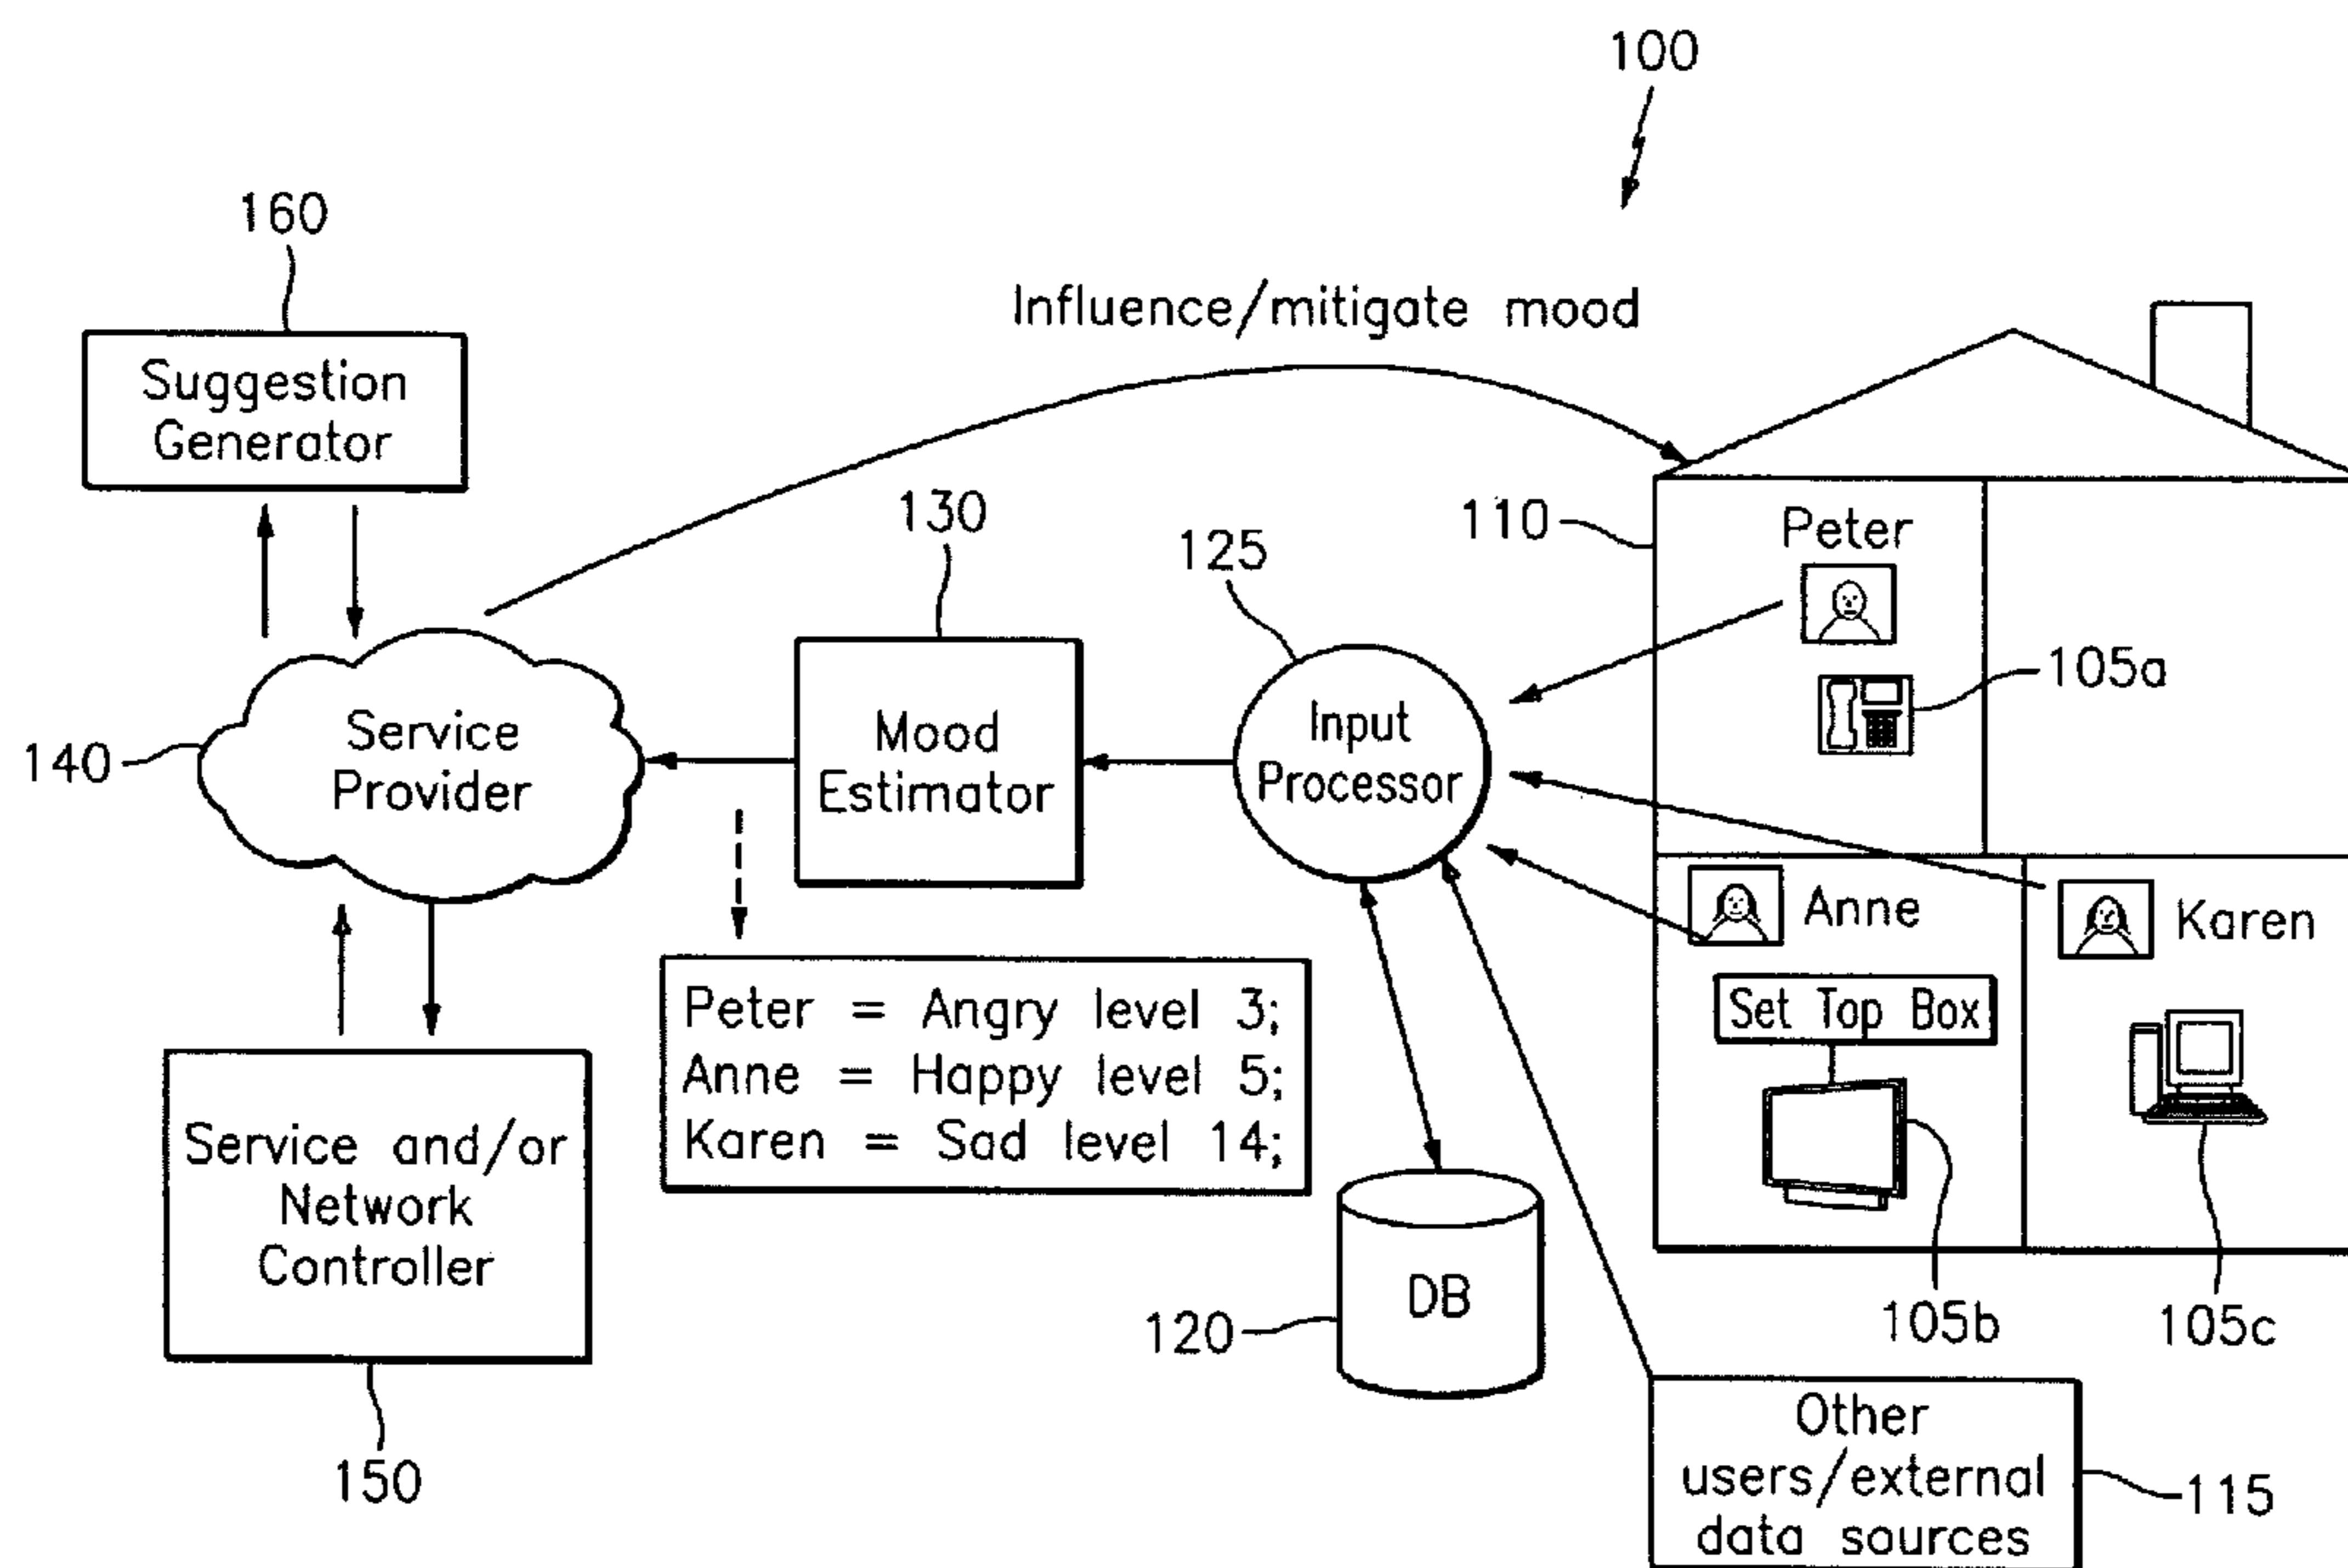 100
160
Influence/mitigate mood
Suggestion
Generator
130
125
110
Peter
105a
140
Service
Provider
Mood
Estimator
Input
Processor
Anne
Karen
Set Top Box
Peter = Angry level 3;
Anne = Happy level 5;
Karen = Sad level 14;
Service and/or
Network
Controller
150
DB
120
105b
105c
Other
users/external
data sources
115